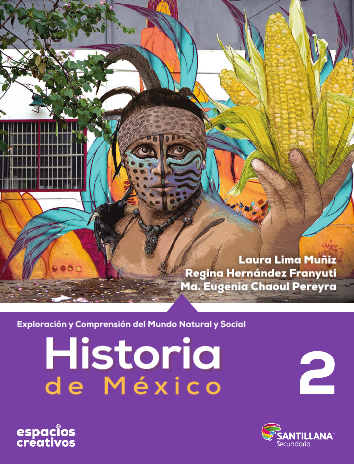 Laura Lima Muñiz
Regina Hernández Franyuti
Ma. Eugenia Chaoul Pereyra
Exploración y Comprensión del Mundo Natural y Social
Historia
de México
2
espacios
creativos
SANTILLANA
Secundaria